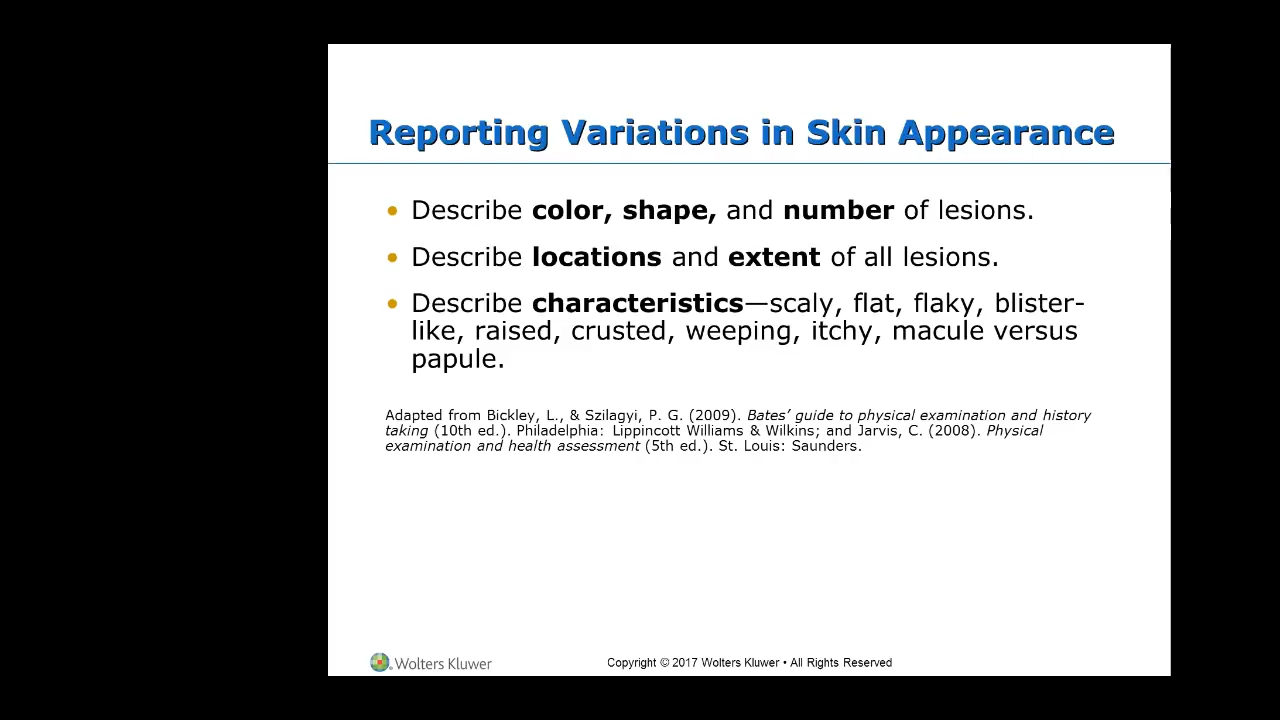 Reporting Variations in Skin Appearance
• Describe color, shape, and number of lesions.
• Describe locations and extent of all lesions.
• Describe characteristics—scaly, flat, flaky, blister-
like, raised, crusted, weeping, itchy, macule versus
papule.
Adapted from Bickley, L., & Szilagyi, P. G. (2009). Bates’ guide to physical examination and history
taking (10th ed.). Philadelphia: Lippincott Williams & Wilkins; and Jarvis, C. (2008). Physical
examination and health assessment (5th ed.). St. Louis: Saunders.
Wolters Kluwer
Copyright © 2017 Wolters Kluwer • All Rights Reserved